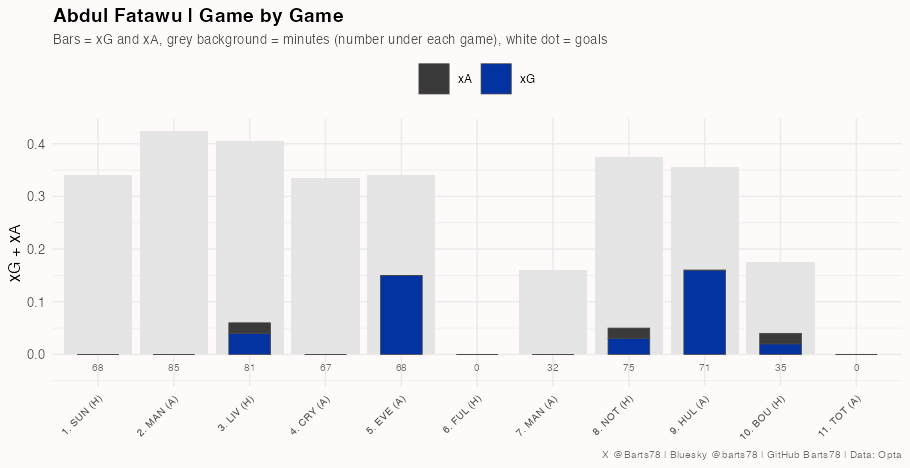 Abdul Fatawu | Game by Game
Bars = xG and xA, grey background = minutes (number under each game), white dot = goals
xA xG
xG + xA
0.4
0.3
0.2
0.1
0.0
68 85 81 67 68 0 32 75 71 35 0
1. SUN (H)
2. MAN (A)
3. LIV (H)
4. CRY (A)
5. EVE (A)
6. FUL (H)
7. MAN (A)
8. NOT (H)
9. HUL (A)
10. BOU (H)
11. TOT (A)
X @Barts78 | Bluesky @barts78 | GitHub Barts78 | Data: Opta